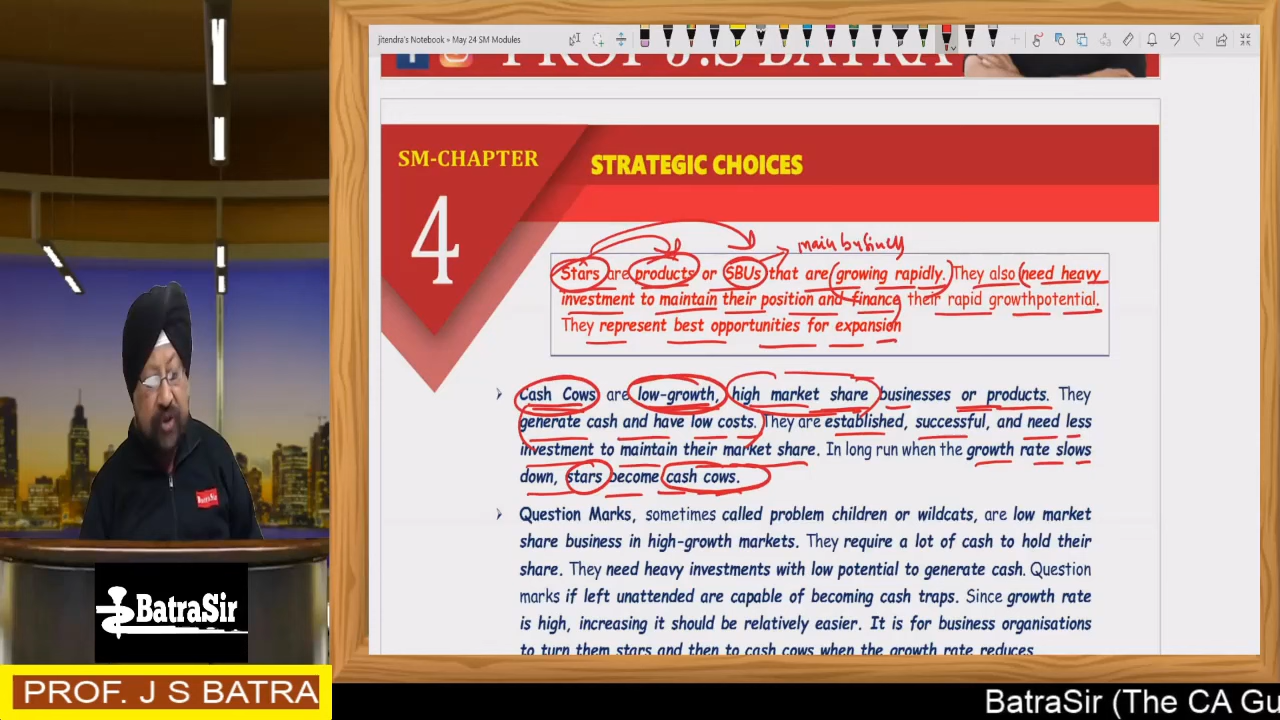 jitendra's Notebook » May 24 SM Modules
PROF J.S BATRA
SM-CHAPTER
4
STRATEGIC CHOICES
main business
Stars are products or SBUs that are growing rapidly. They also need heavy
investment to maintain their position and finance their rapid growthpotential.
They represent best opportunities for expansion
Cash Cows are low-growth, high market share businesses or products. They
generate cash and have low costs. They are established, successful, and need less
investment to maintain their market share. In long run when the growth rate slows
down, stars become cash cows.
Question Marks, sometimes called problem children or wildcats, are low market
share business in high-growth markets. They require a lot of cash to hold their
share. They need heavy investments with low potential to generate cash. Question
marks if left unattended are capable of becoming cash traps. Since growth rate
is high, increasing it should be relatively easier. It is for business organisations
to turn them stars and then to cash cows when the growth rate reduces
BatraSir
BatraSir
PROF. J S BATRA
BatraSir (The CA Gu